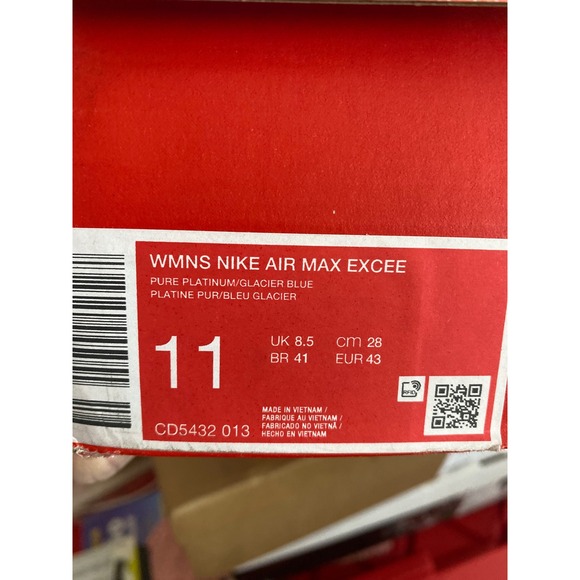 WMNS NIKE AIR MAX EXCEE
PURE PLATINUM/GLACIER BLUE
PLATINE PUR/BLEU GLACIER
11
UK 8.5 cm 28
BR 41 EUR 43
CD5432 013
MADE IN VIETNAM /
FABRIQUE AU VIETNAM /
FABRICADO NO VIETNÃ /
HECHO EN VIETNAM
RFID